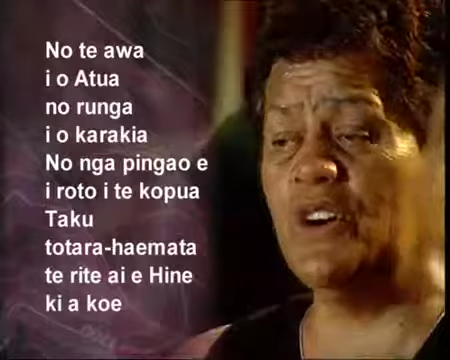 No te awa
i o Atua
no runga
i o karakia
No nga pingao e
i roto i te kopua
Taku
totara-haemata
te rite ai e Hine
ki a koe